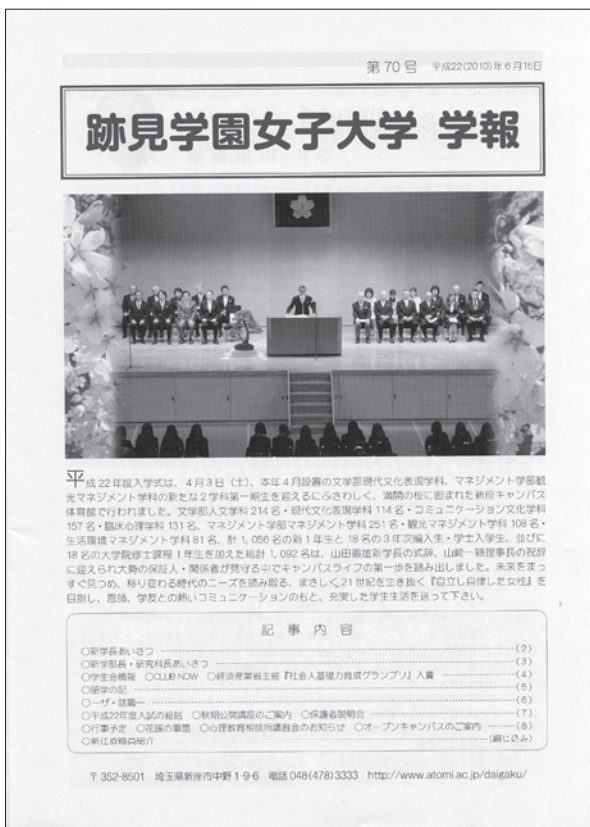 第70号 平成22(2010)年6月15日
跡見学園女子大学 学報
平成22年度入学式は、4月3日（土）、本年4月設置の文学部現代文化表現学科、マネジメント学部観
光マネジメント学科の新たな2学科第一期生を迎えるにふさわしく、満開の桜に囲まれた新座キャンパス
体育館で行われました。文学部人文学科214名・現代文化表現学科114名・コミュニケーション文化学科
157名・臨床心理学科131名、マネジメント学部マネジメント学科251名・観光マネジメント学科108名・
生活環境マネジメント学科81名、計1,056名の新1年生と18名の3年次編入生・学士入学生、並びに
18名の大学院修士課程1年生を加えた総計1,092名は、山田徹雄新学長の式辞、山崎一穎理事長の祝辞
に迎えられ大勢の保証人・関係者が見守る中でキャンパスライフの第一歩を踏み出しました。未来をまっ
すぐ見つめ、移り変わる時代のニーズを読み取る、まさしく21世紀を生き抜く『自立し自律した女性』を
目指し、恩師、学友との熱いコミュニケーションのもと、充実した学生生活を送って下さい。
記事内容
○新学長あいさつ ……(2)
○新学部長・研究科長あいさつ ……(3)
○学生会情報 ○CLUB NOW ○経済産業省主催『社会人基礎力育成グランプリ』入賞 ……(4)
○留学の記 ……(5)
○一ザ・就職一 ……(6)
○平成22年度入試の総括 ○秋期公開講座のご案内 ○保護者説明会 ……(7)
○行事予定 ○花蹊の筆墨 ○心理教育相談所講習会のお知らせ ○オープンキャンパスのご案内 ……(8)
○新任教職員紹介 ……(綴じ込み)
〒352-8501 埼玉県新座市中野1-9-6 電話048(478)3333 http://www.atomi.ac.jp/daigaku/